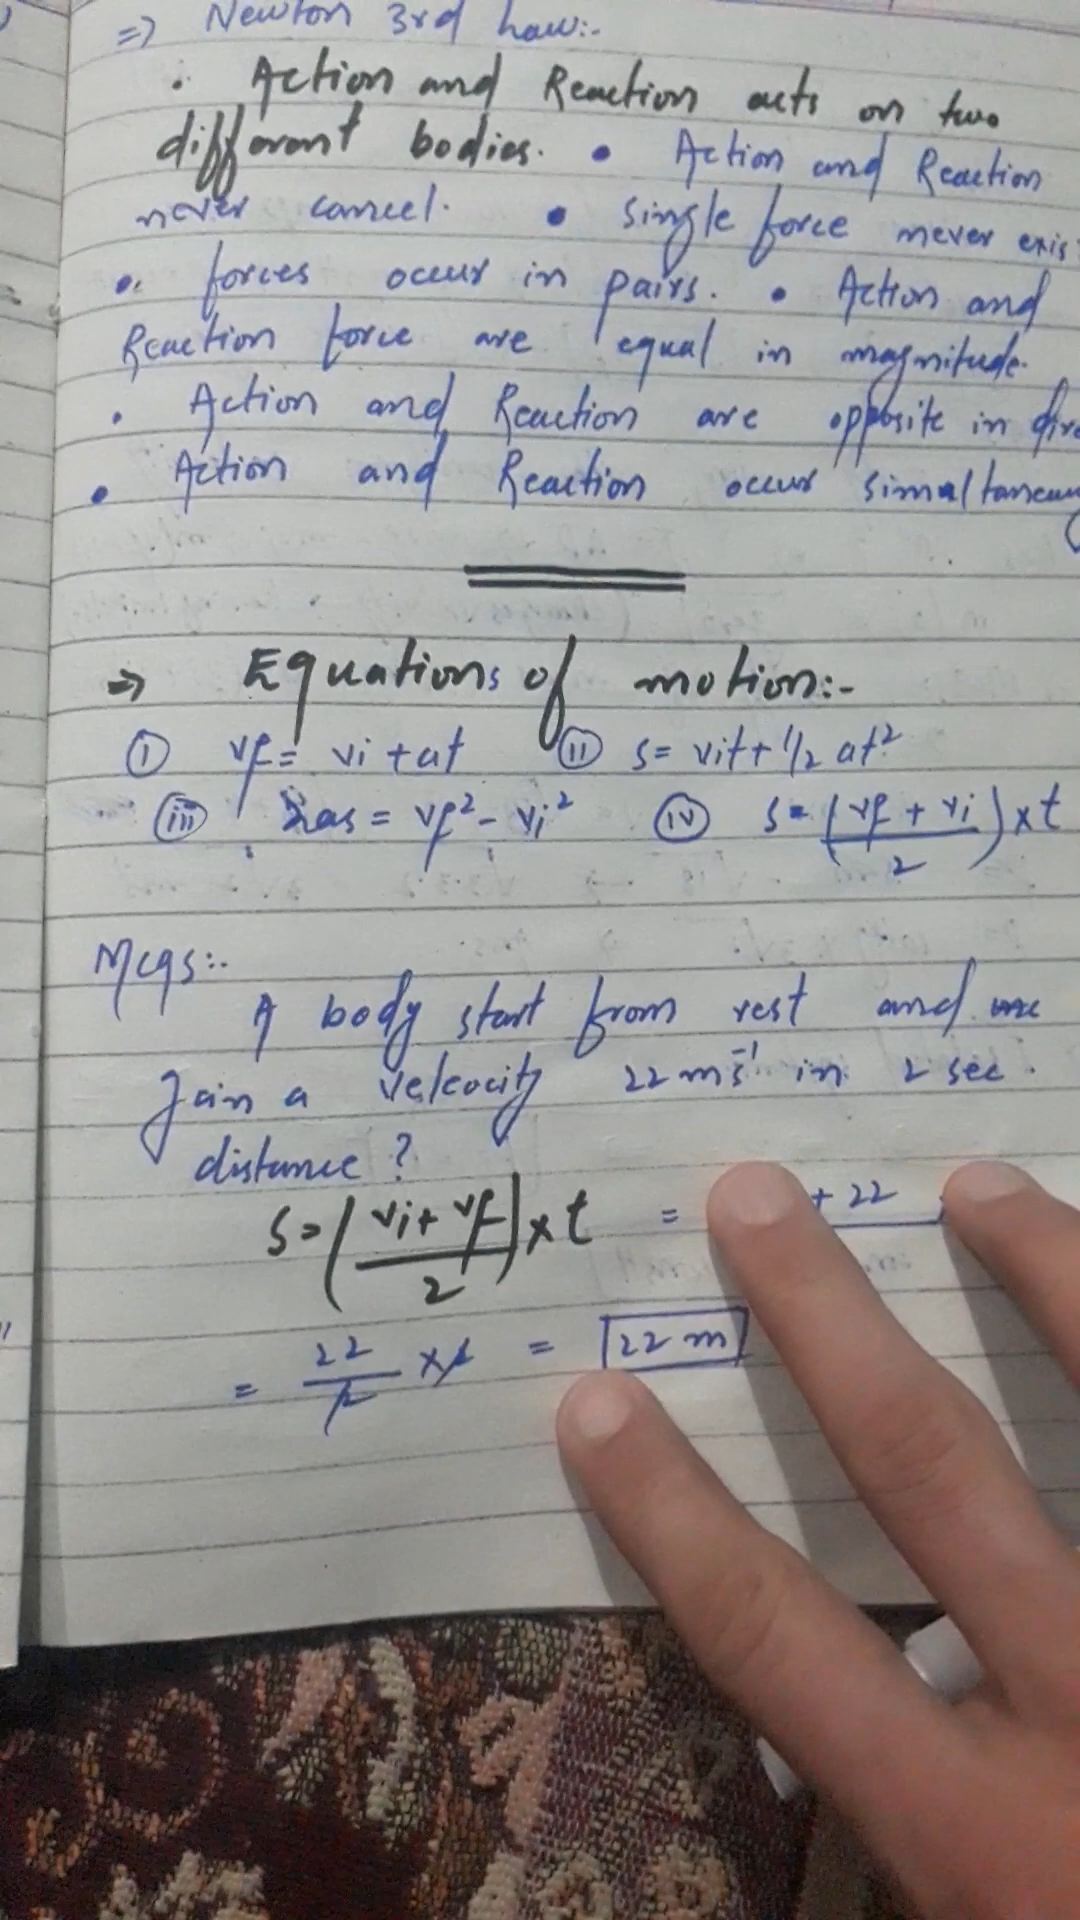 => Newton 3rd Law:-
. Action and Reaction acts on two
different bodies. • Action and Reaction
never cancel. • Single force never exis
• forces occur in pairs. • Action and
Reaction force are equal in magnitude.
. Action and Reaction are opposite in dire
• Action and Reaction occur simaltaneously
=> Equations of motion:-
(i) vf = vi + at (ii) s = vit + 1/2 at²
(iii) 2as = vf² - vi² (iv) s = (vf + vi / 2) x t
Mcqs:-
A body start from rest and
gain a velocity 22 ms⁻¹ in 2 sec.
distance?
S = (vi + vf / 2) x t = + 22
= 22/2 x 2 = 22 m